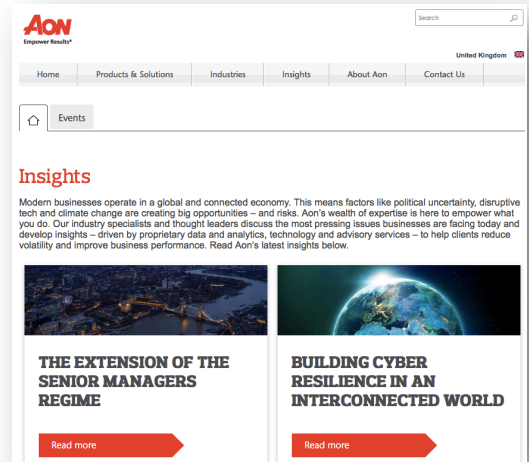 AON
Empower Results®
Search
United Kingdom
Home Products & Solutions Industries Insights About Aon Contact Us
Events
Insights
Modern businesses operate in a global and connected economy. This means factors like political uncertainty, disruptive
tech and climate change are creating big opportunities – and risks. Aon's wealth of expertise is here to empower what
you do. Our industry specialists and thought leaders discuss the most pressing issues businesses are facing today and
develop insights – driven by proprietary data and analytics, technology and advisory services – to help clients reduce
volatility and improve business performance. Read Aon's latest insights below.
THE EXTENSION OF THE
SENIOR MANAGERS
REGIME
Read more
BUILDING CYBER
RESILIENCE IN AN
INTERCONNECTED WORLD
Read more